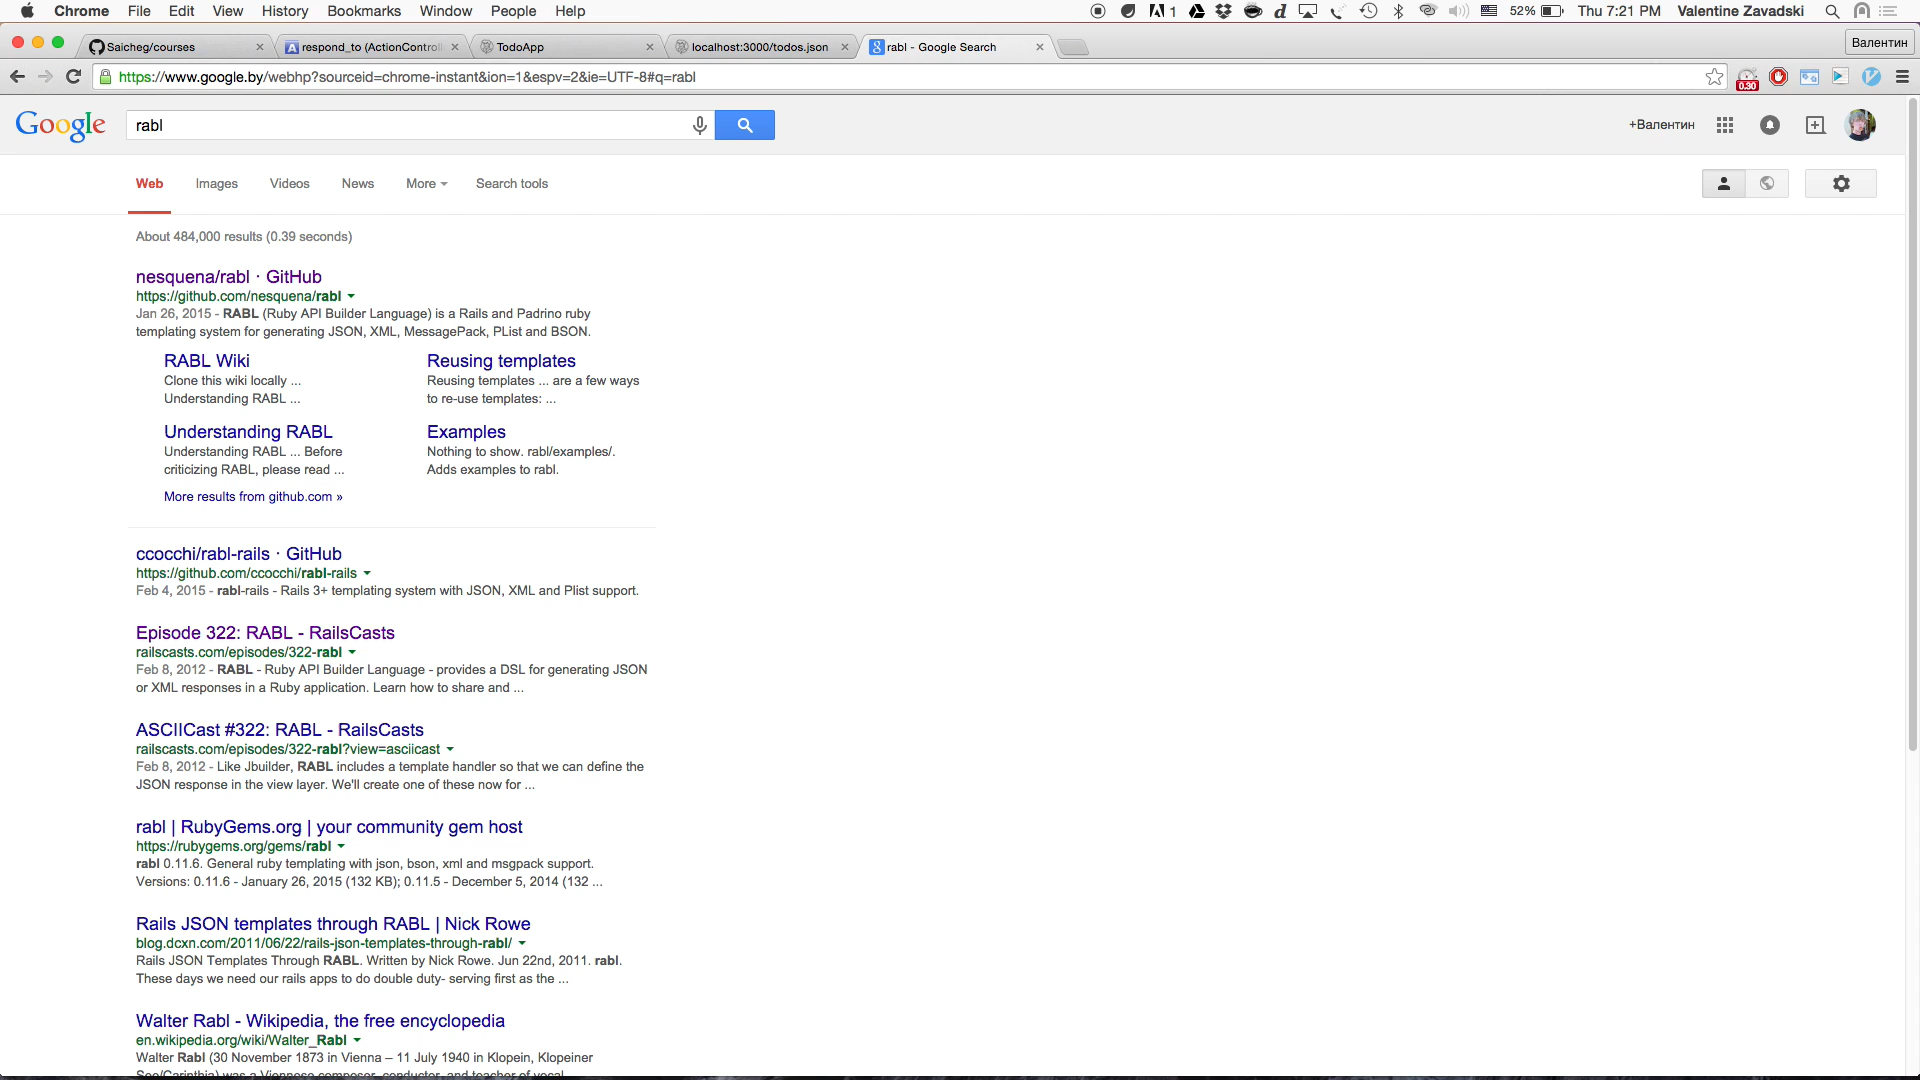 Chrome File Edit View History Bookmarks Window People Help
1 52% Thu 7:21 PM Valentine Zavadski
Saicheg/courses respond_to (ActionControll TodoApp localhost:3000/todos.json rabl - Google Search Валентин
https://www.google.by/webhp?sourceid=chrome-instant&ion=1&espv=2&ie=UTF-8#q=rabl 0.30
Google rabl +Валентин
Web Images Videos News More Search tools
About 484,000 results (0.39 seconds)
nesquena/rabl · GitHub
https://github.com/nesquena/rabl
Jan 26, 2015 - RABL (Ruby API Builder Language) is a Rails and Padrino ruby
templating system for generating JSON, XML, MessagePack, PList and BSON.
RABL Wiki
Clone this wiki locally ...
Understanding RABL ...
Reusing templates
Reusing templates ... are a few ways
to re-use templates: ...
Understanding RABL
Understanding RABL ... Before
criticizing RABL, please read ...
Examples
Nothing to show. rabl/examples/.
Adds examples to rabl.
More results from github.com »
ccocchi/rabl-rails · GitHub
https://github.com/ccocchi/rabl-rails
Feb 4, 2015 - rabl-rails - Rails 3+ templating system with JSON, XML and Plist support.
Episode 322: RABL - RailsCasts
railscasts.com/episodes/322-rabl
Feb 8, 2012 - RABL - Ruby API Builder Language - provides a DSL for generating JSON
or XML responses in a Ruby application. Learn how to share and ...
ASCIICast #322: RABL - RailsCasts
railscasts.com/episodes/322-rabl?view=asciicast
Feb 8, 2012 - Like Jbuilder, RABL includes a template handler so that we can define the
JSON response in the view layer. We'll create one of these now for ...
rabl | RubyGems.org | your community gem host
https://rubygems.org/gems/rabl
rabl 0.11.6. General ruby templating with json, bson, xml and msgpack support.
Versions: 0.11.6 - January 26, 2015 (132 KB); 0.11.5 - December 5, 2014 (132 ...
Rails JSON templates through RABL | Nick Rowe
blog.dcxn.com/2011/06/22/rails-json-templates-through-rabl/
Rails JSON Templates Through RABL. Written by Nick Rowe. Jun 22nd, 2011. rabl.
These days we need our rails apps to do double duty- serving first as the ...
Walter Rabl - Wikipedia, the free encyclopedia
en.wikipedia.org/wiki/Walter_Rabl
Walter Rabl (30 November 1873 in Vienna – 11 July 1940 in Klopein, Klopeiner
See/Carinthia) was a Viennese composer, conductor, and teacher of vocal